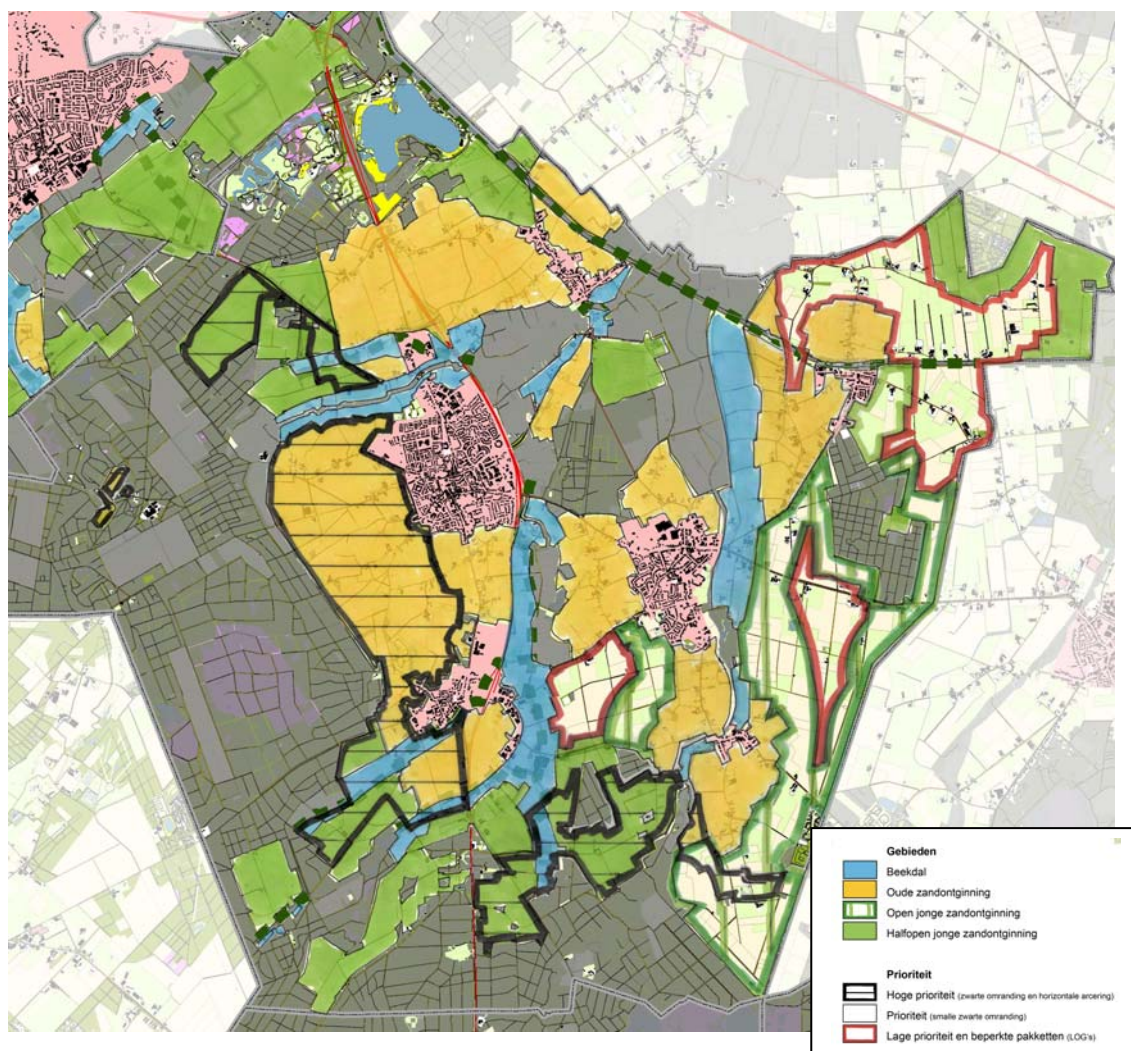 Gebieden
Beekdal
Oude zandontginning
Open jonge zandontginning
Halfopen jonge zandontginning
Prioriteit
Hoge prioriteit (zwarte omranding en horizontale arcering)
Prioriteit (smalle zwarte omranding)
Lage prioriteit en beperkte pakketten (LOG's)